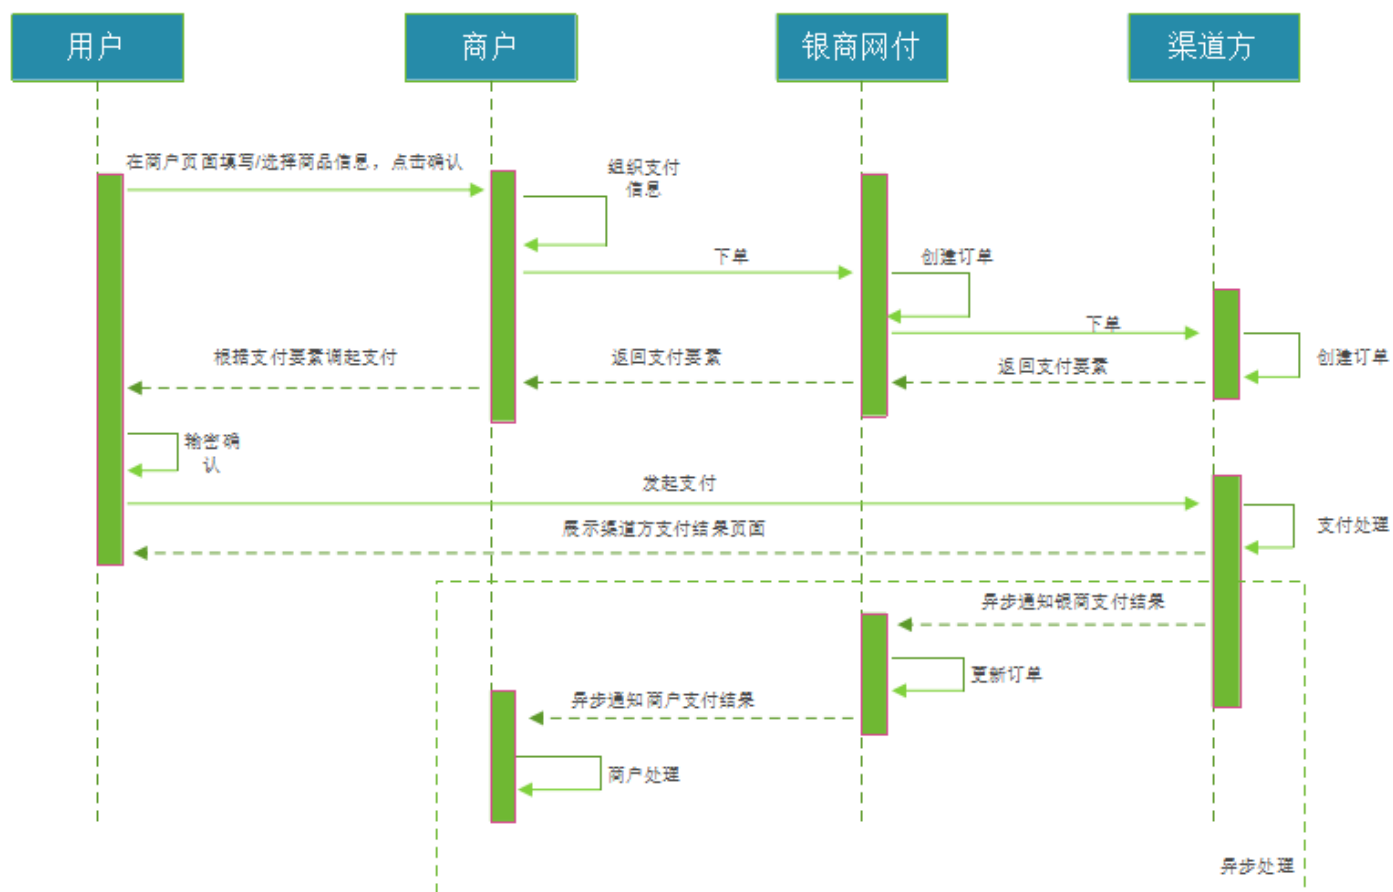 用户
商户
银商网付
渠道方
在商户页面填写/选择商品信息，点击确认
组织支付
信息
下单
创建订单
下单
根据支付要素调起支付
返回支付要素
返回支付要素
创建订单
输密确
认
发起支付
支付处理
展示渠道方支付结果页面
异步通知银商支付结果
更新订单
异步通知商户支付结果
商户处理
异步处理